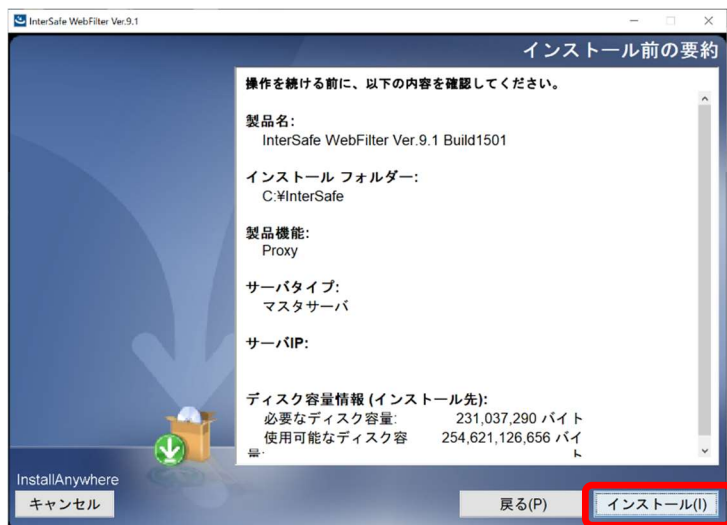 InterSafe WebFilter Ver.9.1
インストール前の要約
操作を続ける前に、以下の内容を確認してください。
製品名:
InterSafe WebFilter Ver.9.1 Build1501
インストール フォルダー:
C:¥InterSafe
製品機能:
Proxy
サーバタイプ:
マスタサーバ
サーバIP:
ディスク容量情報 (インストール先):
必要なディスク容量: 231,037,290 バイト
使用可能なディスク容 254,621,126,656 バイ
量: ト
InstallAnywhere
キャンセル 戻る(P) インストール(I)